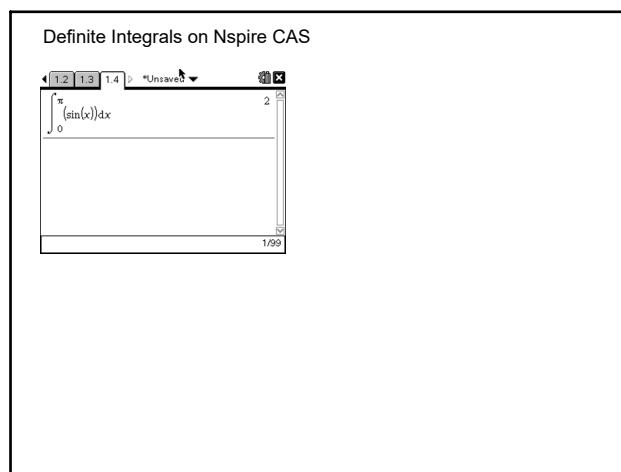 Definite Integrals on Nspire CAS
1.2 1.3 1.4 *Unsaved
∫₀^π (sin(x))dx 2
1/99